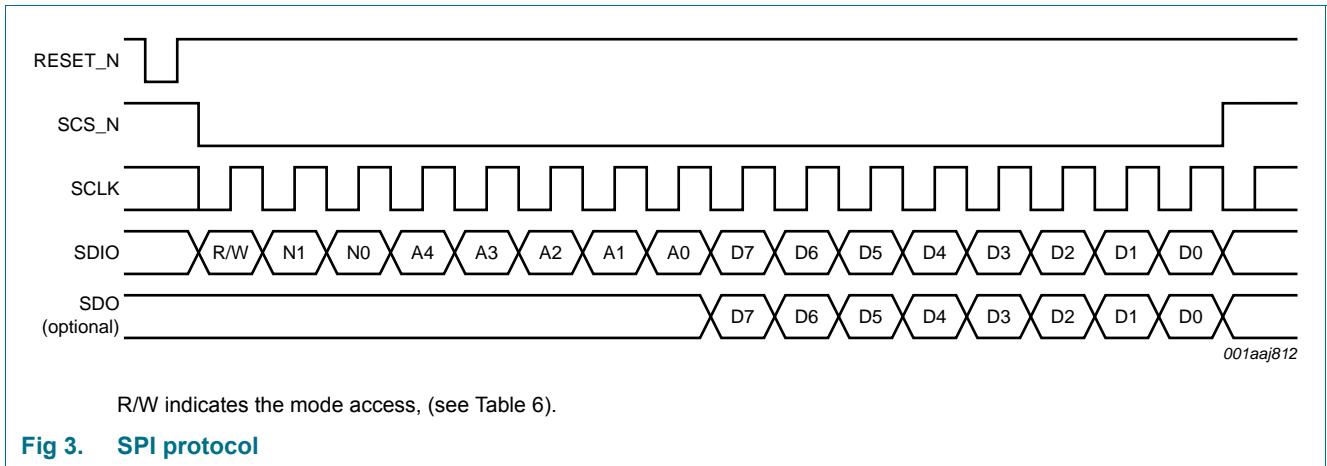 RESET_N
SCS_N
SCLK
SDIO R/W N1 N0 A4 A3 A2 A1 A0 D7 D6 D5 D4 D3 D2 D1 D0
SDO
(optional) D7 D6 D5 D4 D3 D2 D1 D0
001aaj812
R/W indicates the mode access, (see Table 6).
Fig 3. SPI protocol